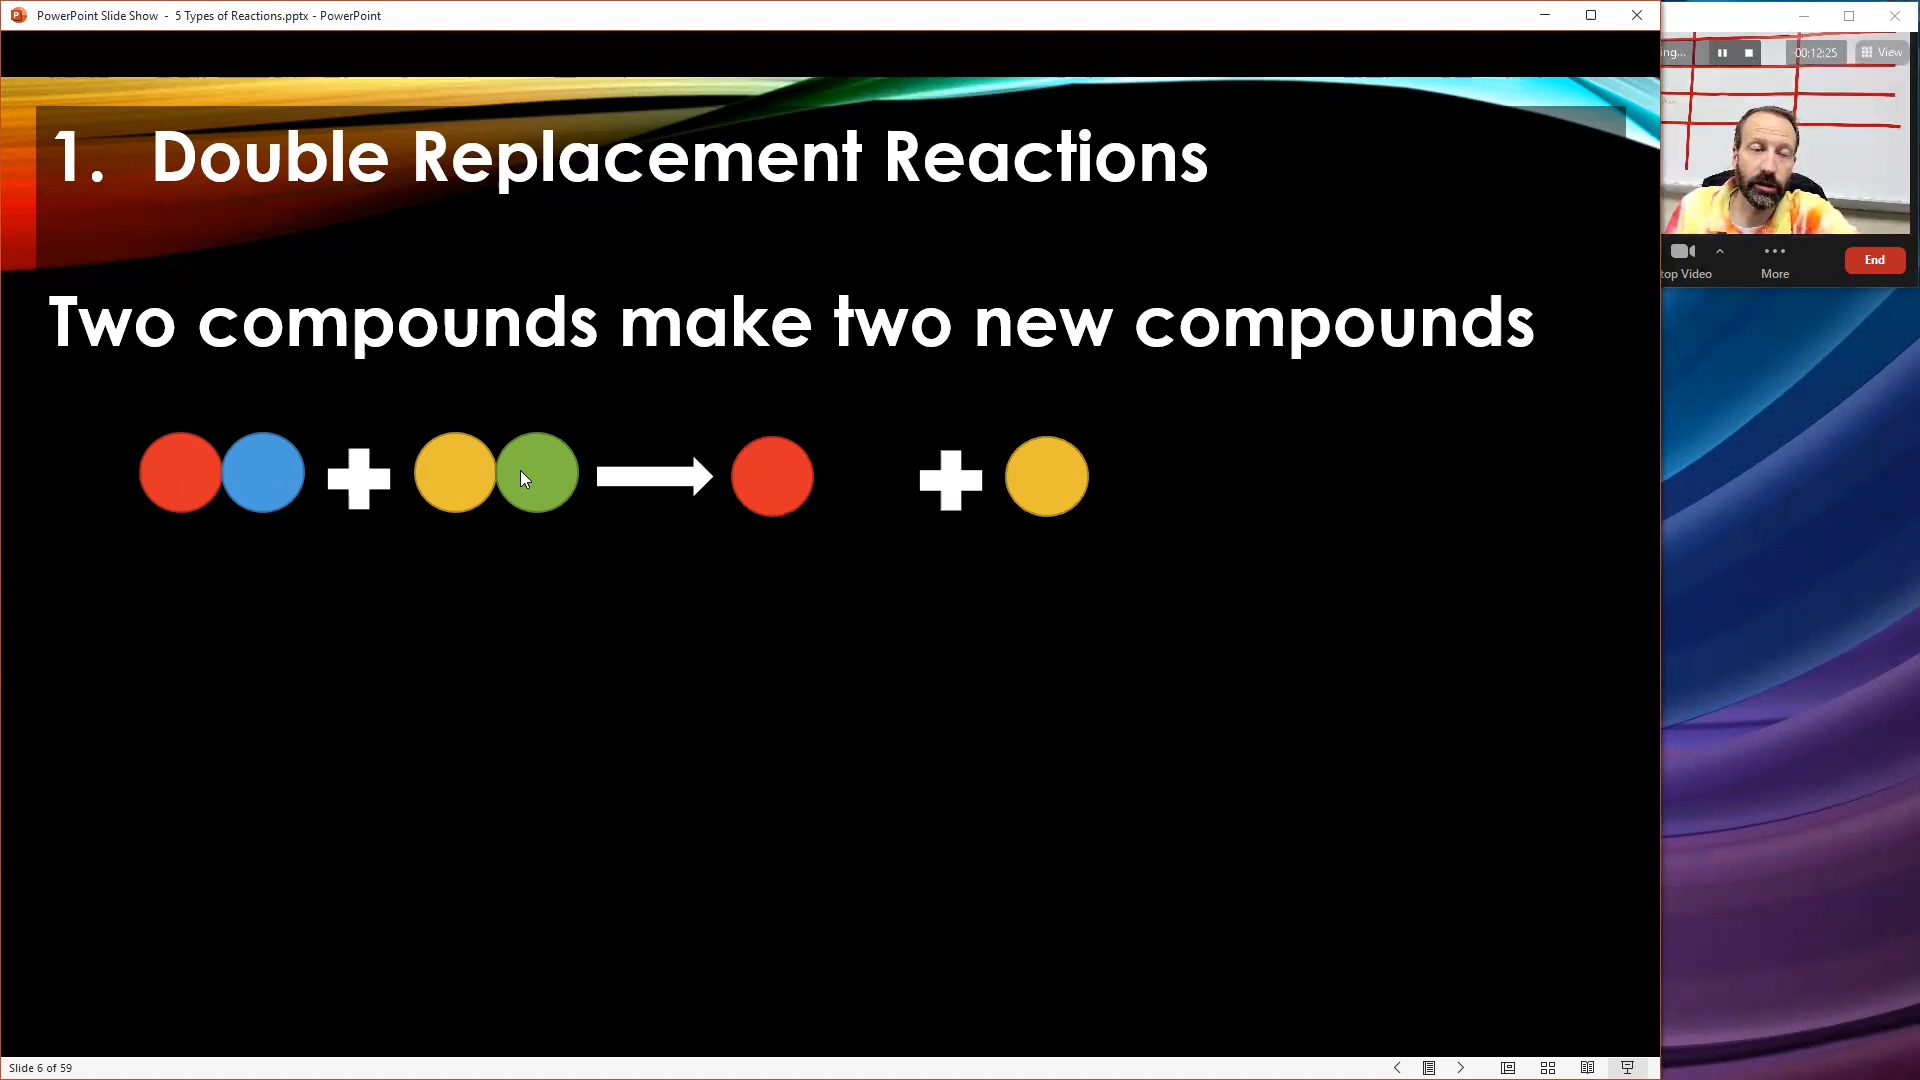 PowerPoint Slide Show - 5 Types of Reactions.pptx - PowerPoint
ng...
00:12:25
View
1. Double Replacement Reactions
top Video
More
End
Two compounds make two new compounds
Slide 6 of 59